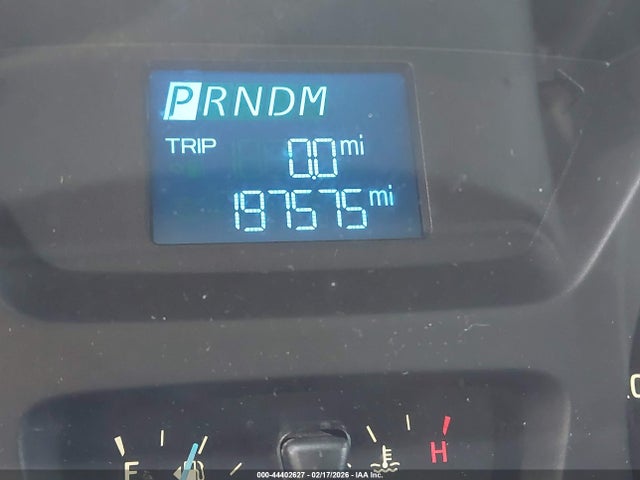 PRNDM
TRIP 0.0 mi
197575 mi
E H
000-44402627 - 02/17/2026 - © IAA Inc.